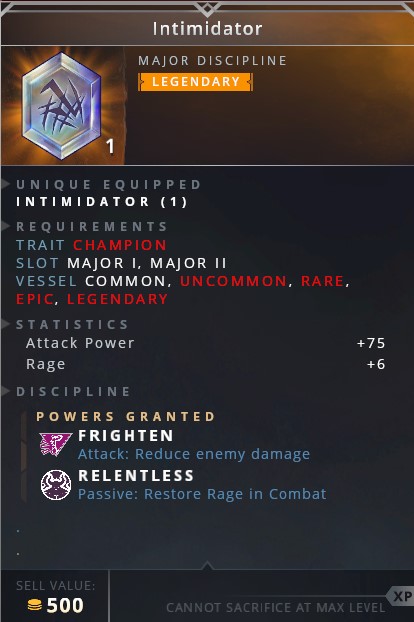 Intimidator
MAJOR DISCIPLINE
LEGENDARY
1
UNIQUE EQUIPPED
INTIMIDATOR (1)
REQUIREMENTS
TRAIT CHAMPION
SLOT MAJOR I, MAJOR II
VESSEL COMMON, UNCOMMON, RARE,
EPIC, LEGENDARY
STATISTICS
Attack Power +75
Rage +6
DISCIPLINE
POWERS GRANTED
FRIGHTEN
Attack: Reduce enemy damage
RELENTLESS
Passive: Restore Rage in Combat
.
.
SELL VALUE:
500
XP
CANNOT SACRIFICE AT MAX LEVEL